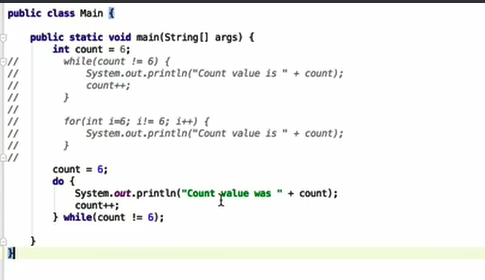 public class Main {
public static void main(String[] args) {
int count = 6;
// while(count != 6) {
// System.out.println("Count value is " + count);
// count++;
// }
//
// for(int i=6; i!= 6; i++) {
// System.out.println("Count value is " + count);
// }
//
count = 6;
do {
System.out.println("Count value was " + count);
count++;
} while(count != 6);
}
}